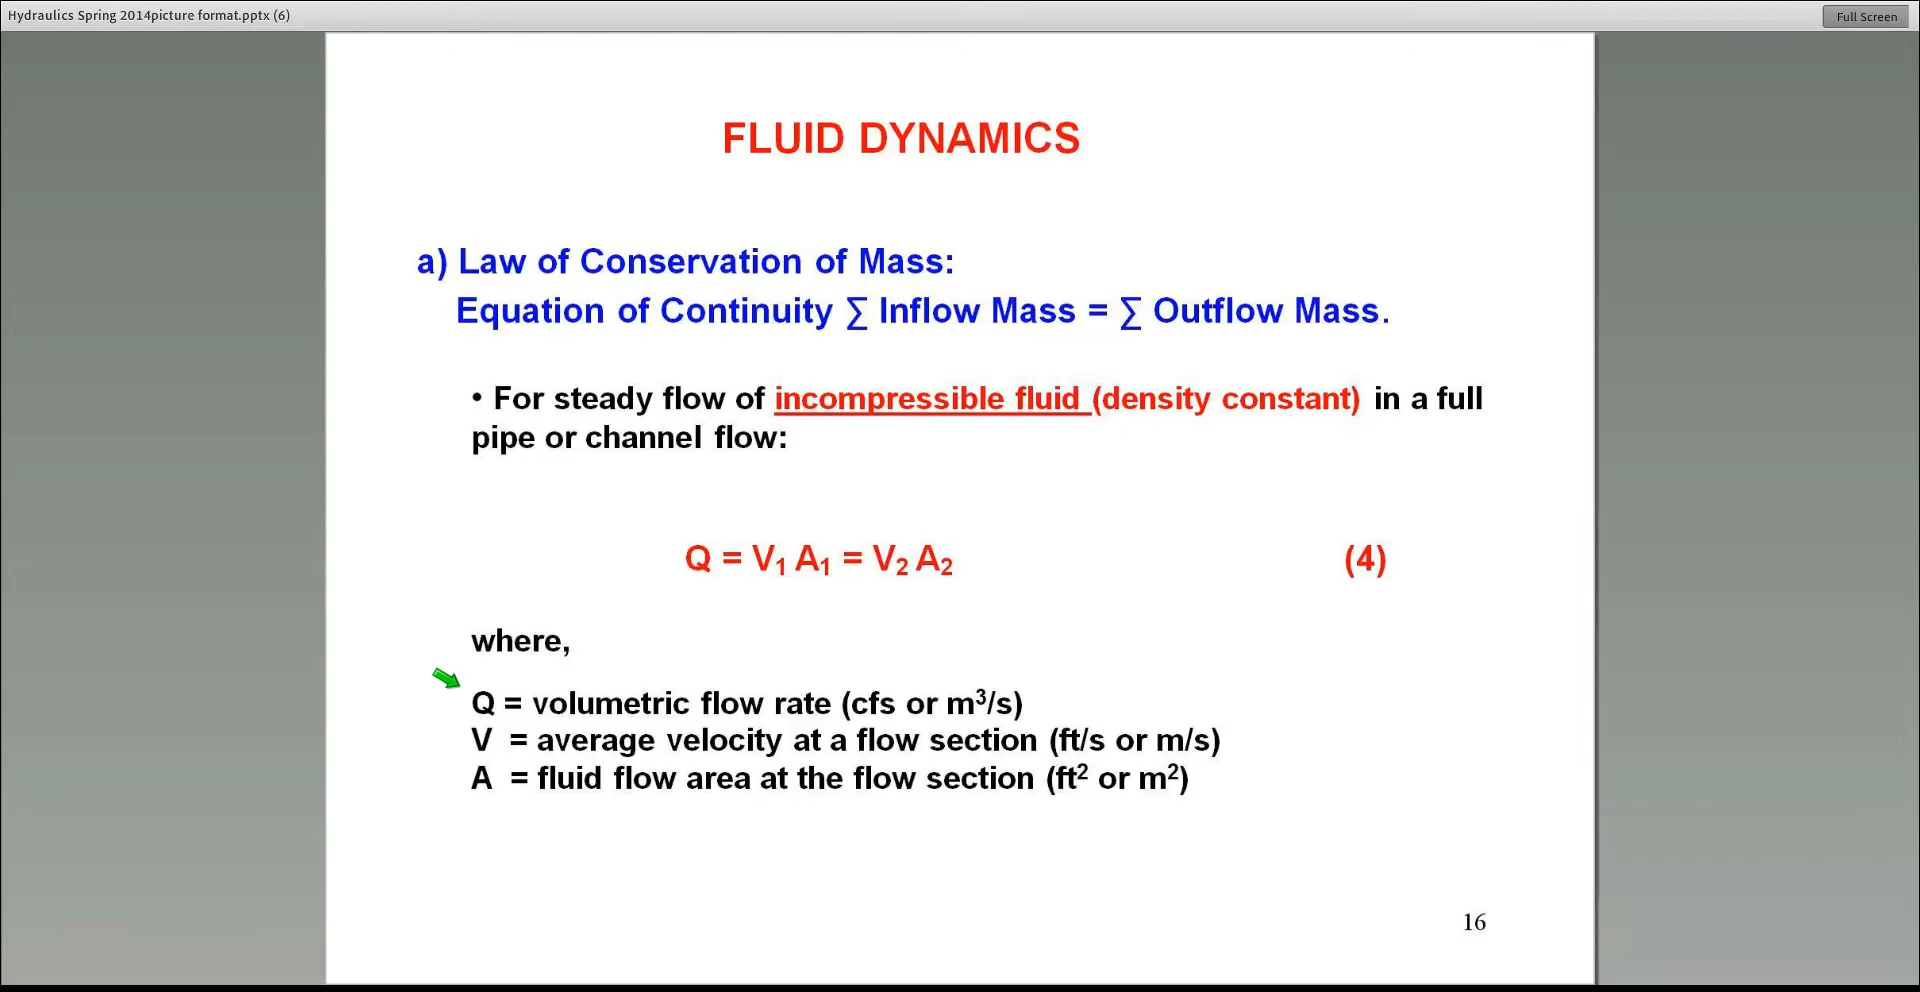 Hydraulics Spring 2014picture format.pptx (6)
Full Screen
FLUID DYNAMICS
a) Law of Conservation of Mass:
Equation of Continuity ∑ Inflow Mass = ∑ Outflow Mass.
• For steady flow of incompressible fluid (density constant) in a full
pipe or channel flow:
Q = V₁ A₁ = V₂ A₂ (4)
where,
Q = volumetric flow rate (cfs or m³/s)
V = average velocity at a flow section (ft/s or m/s)
A = fluid flow area at the flow section (ft² or m²)
16